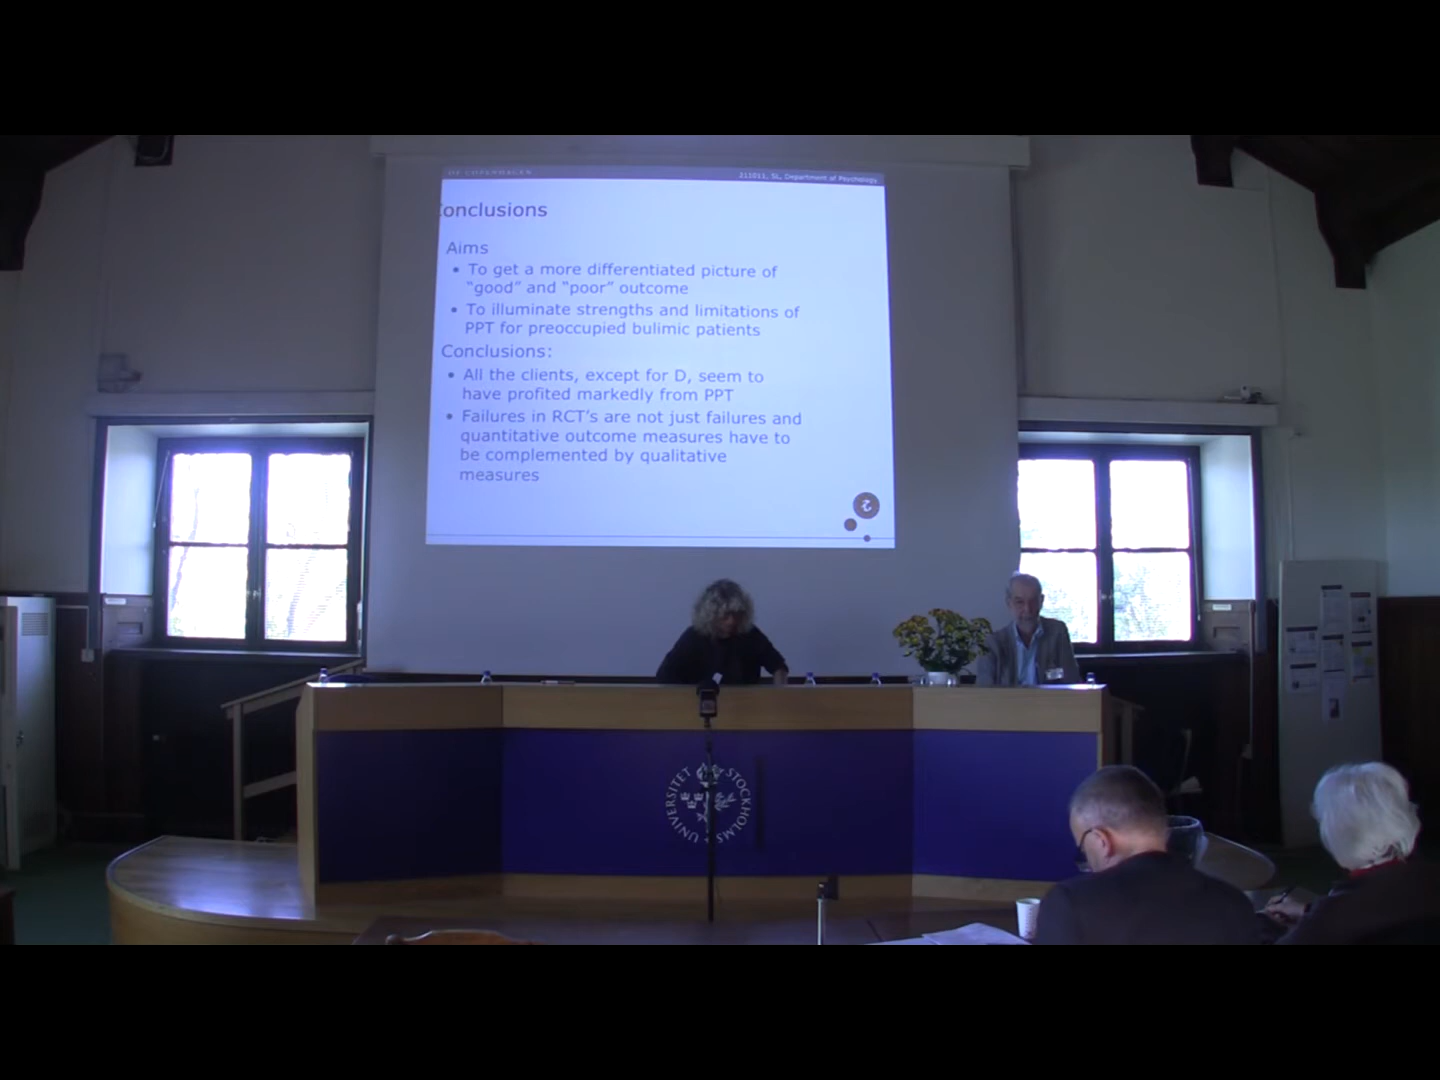 OF COPENHAGEN
211011, SL, Department of Psychology
Conclusions
Aims
• To get a more differentiated picture of
“good” and “poor” outcome
• To illuminate strengths and limitations of
PPT for preoccupied bulimic patients
Conclusions:
• All the clients, except for D, seem to
have profited markedly from PPT
• Failures in RCT’s are not just failures and
quantitative outcome measures have to
be complemented by qualitative
measures
STOCKHOLMS UNIVERSITET